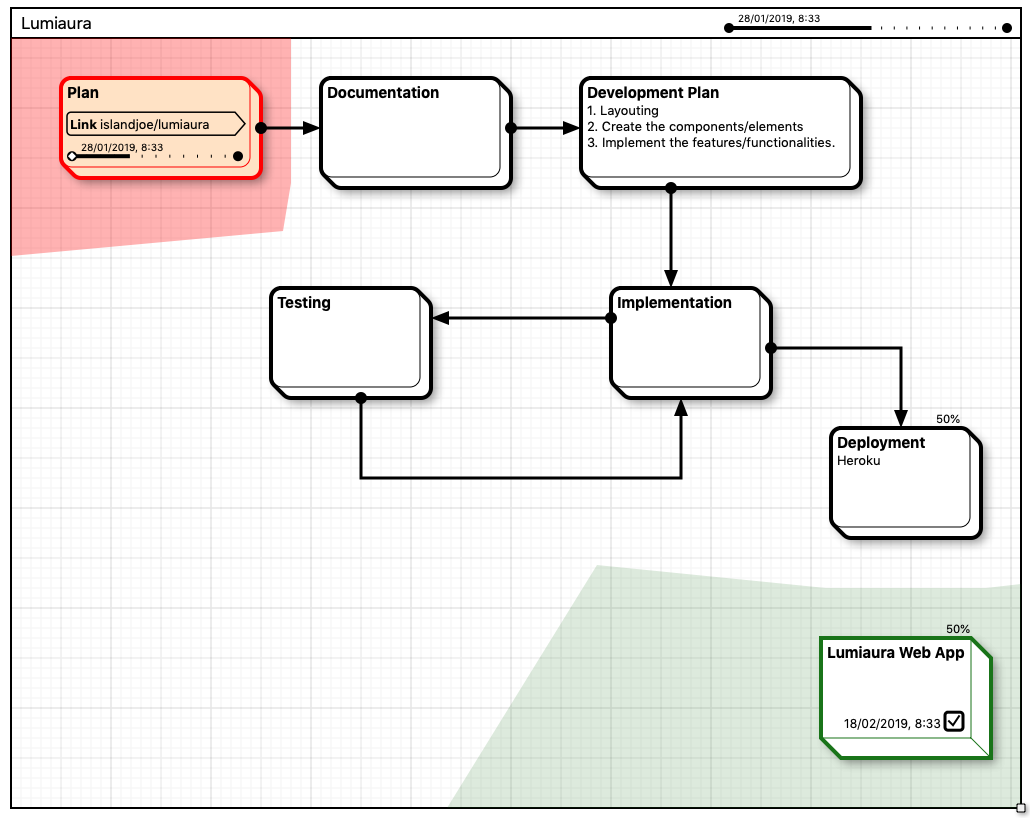 Lumiaura
28/01/2019, 8:33
Plan
Link islandjoe/lumiaura
28/01/2019, 8:33
Documentation
Development Plan
1. Layouting
2. Create the components/elements
3. Implement the features/functionalities.
Testing
Implementation
50%
Deployment
Heroku
50%
Lumiaura Web App
18/02/2019, 8:33